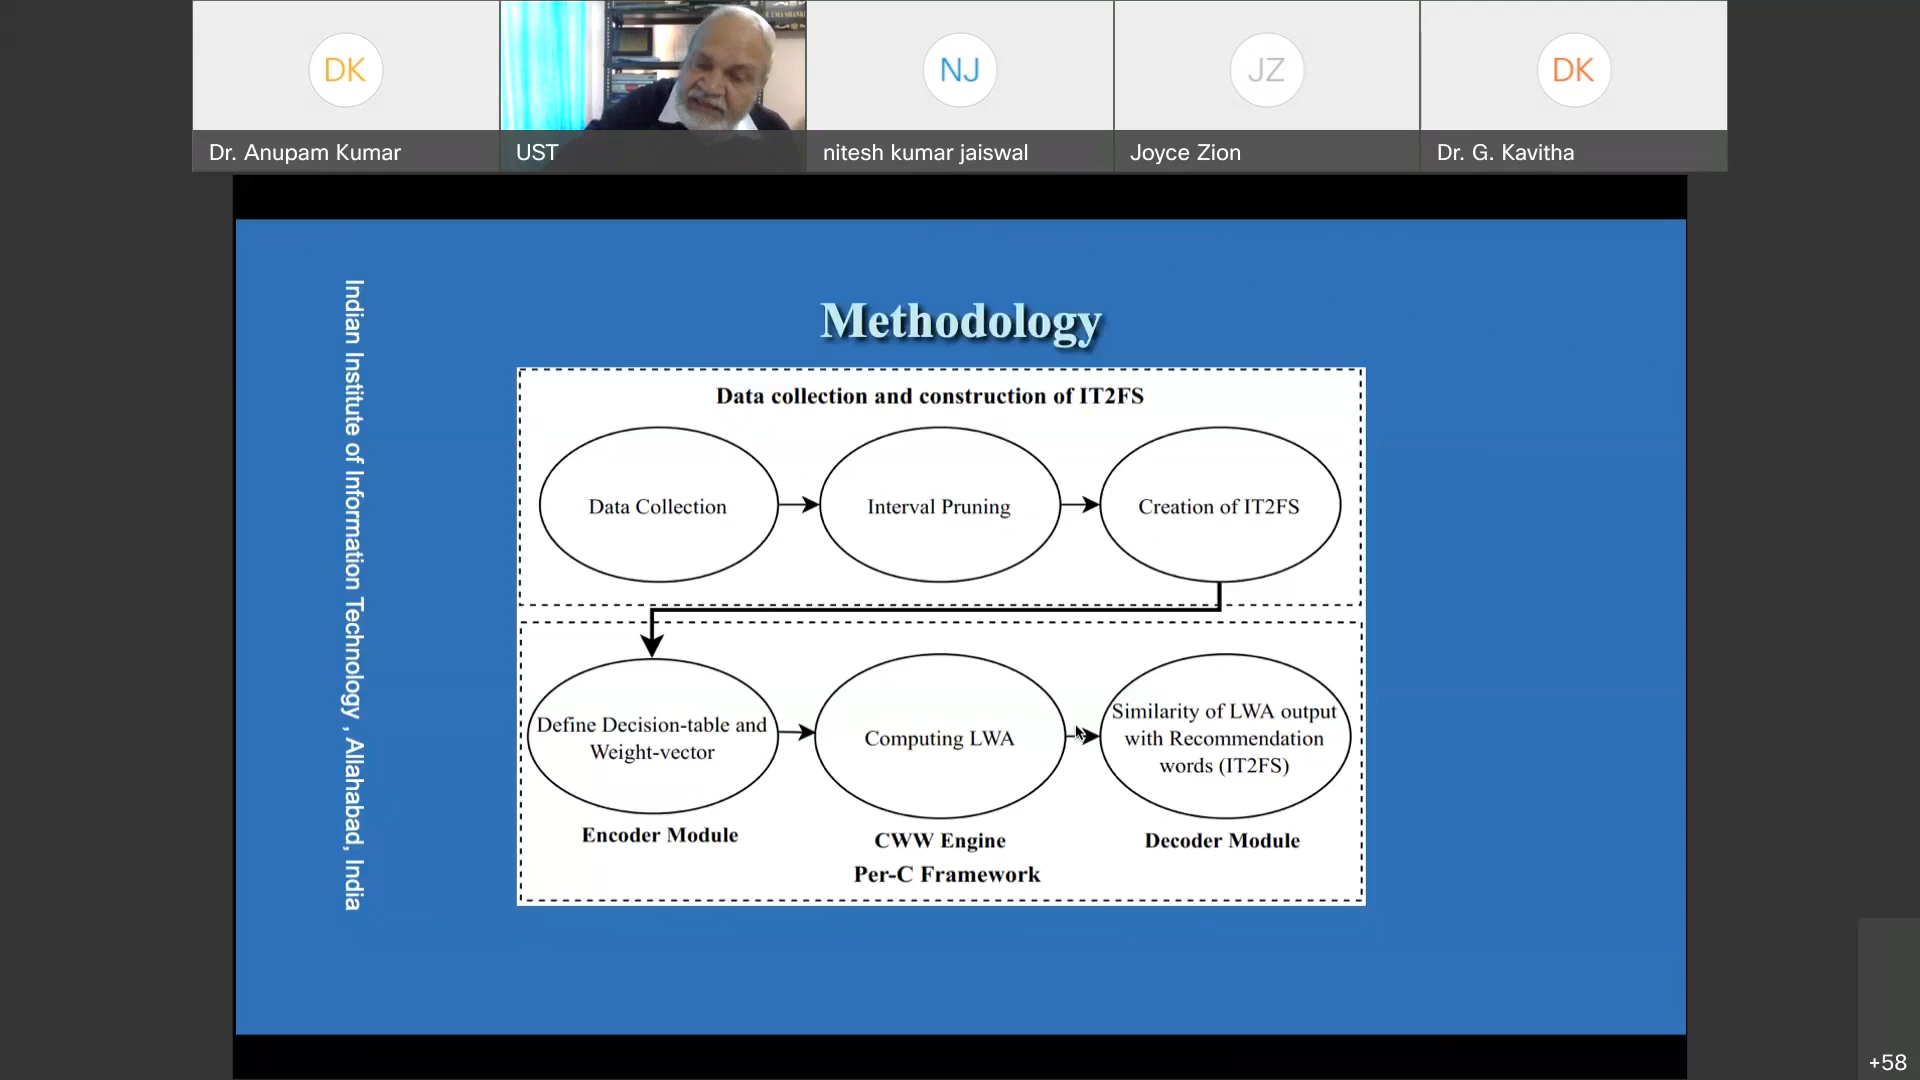 DK
NJ
JZ
DK
Dr. Anupam Kumar
UST
nitesh kumar jaiswal
Joyce Zion
Dr. G. Kavitha
Indian Institute of Information Technology , Allahabad, India
Methodology
Data collection and construction of IT2FS
Data Collection
Interval Pruning
Creation of IT2FS
Define Decision-table and
Weight-vector
Computing LWA
Similarity of LWA output
with Recommendation
words (IT2FS)
Encoder Module
CWW Engine
Decoder Module
Per-C Framework
+58